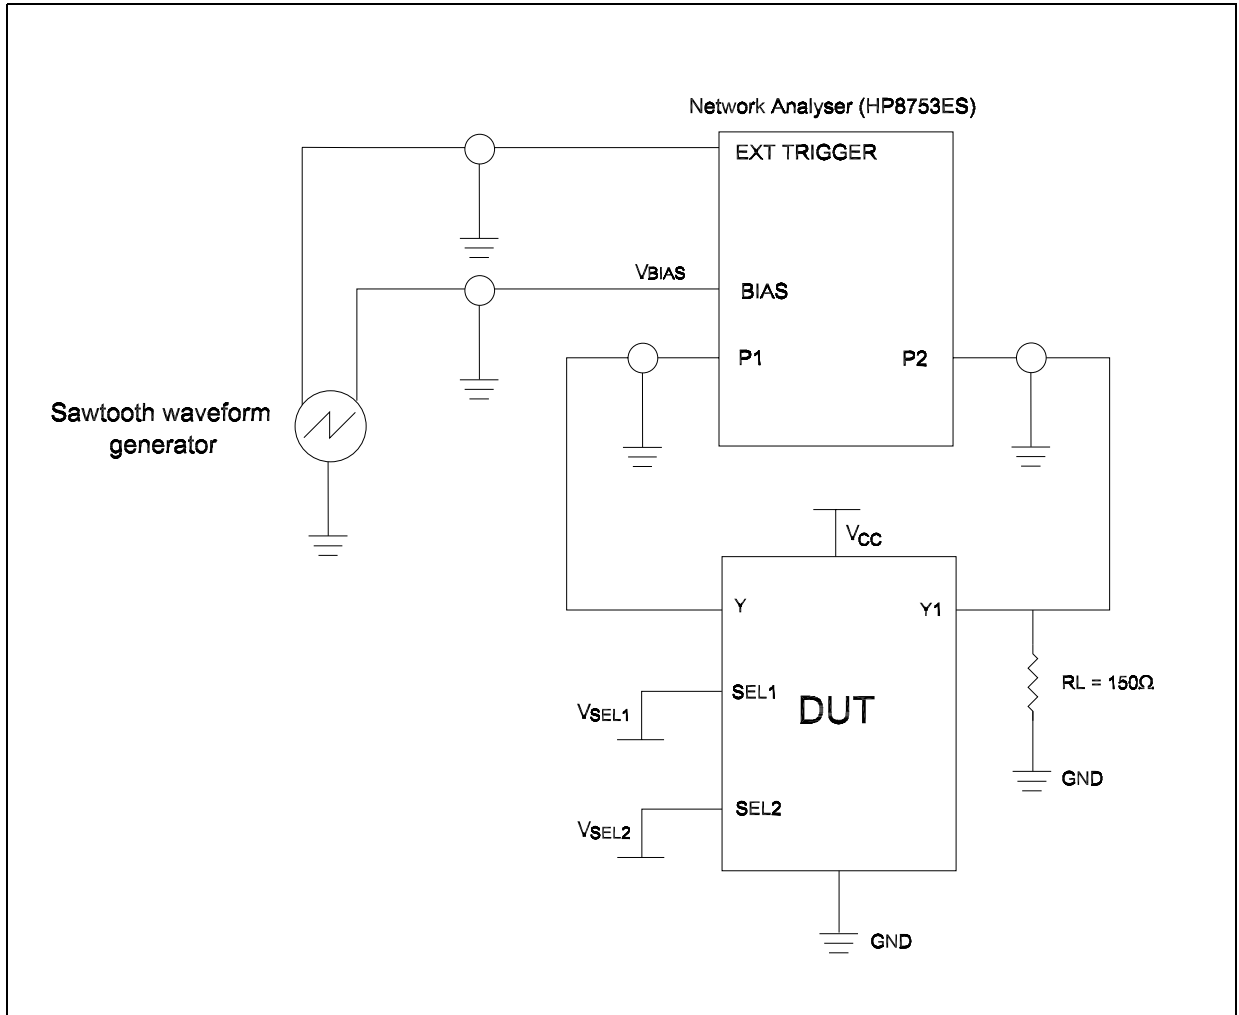 Network Analyser (HP8753ES)
EXT TRIGGER
VBIAS
BIAS
P1
P2
Sawtooth waveform
generator
VCC
Y
Y1
SEL1
VSEL1
DUT
RL = 150Ω
GND
SEL2
VSEL2
GND